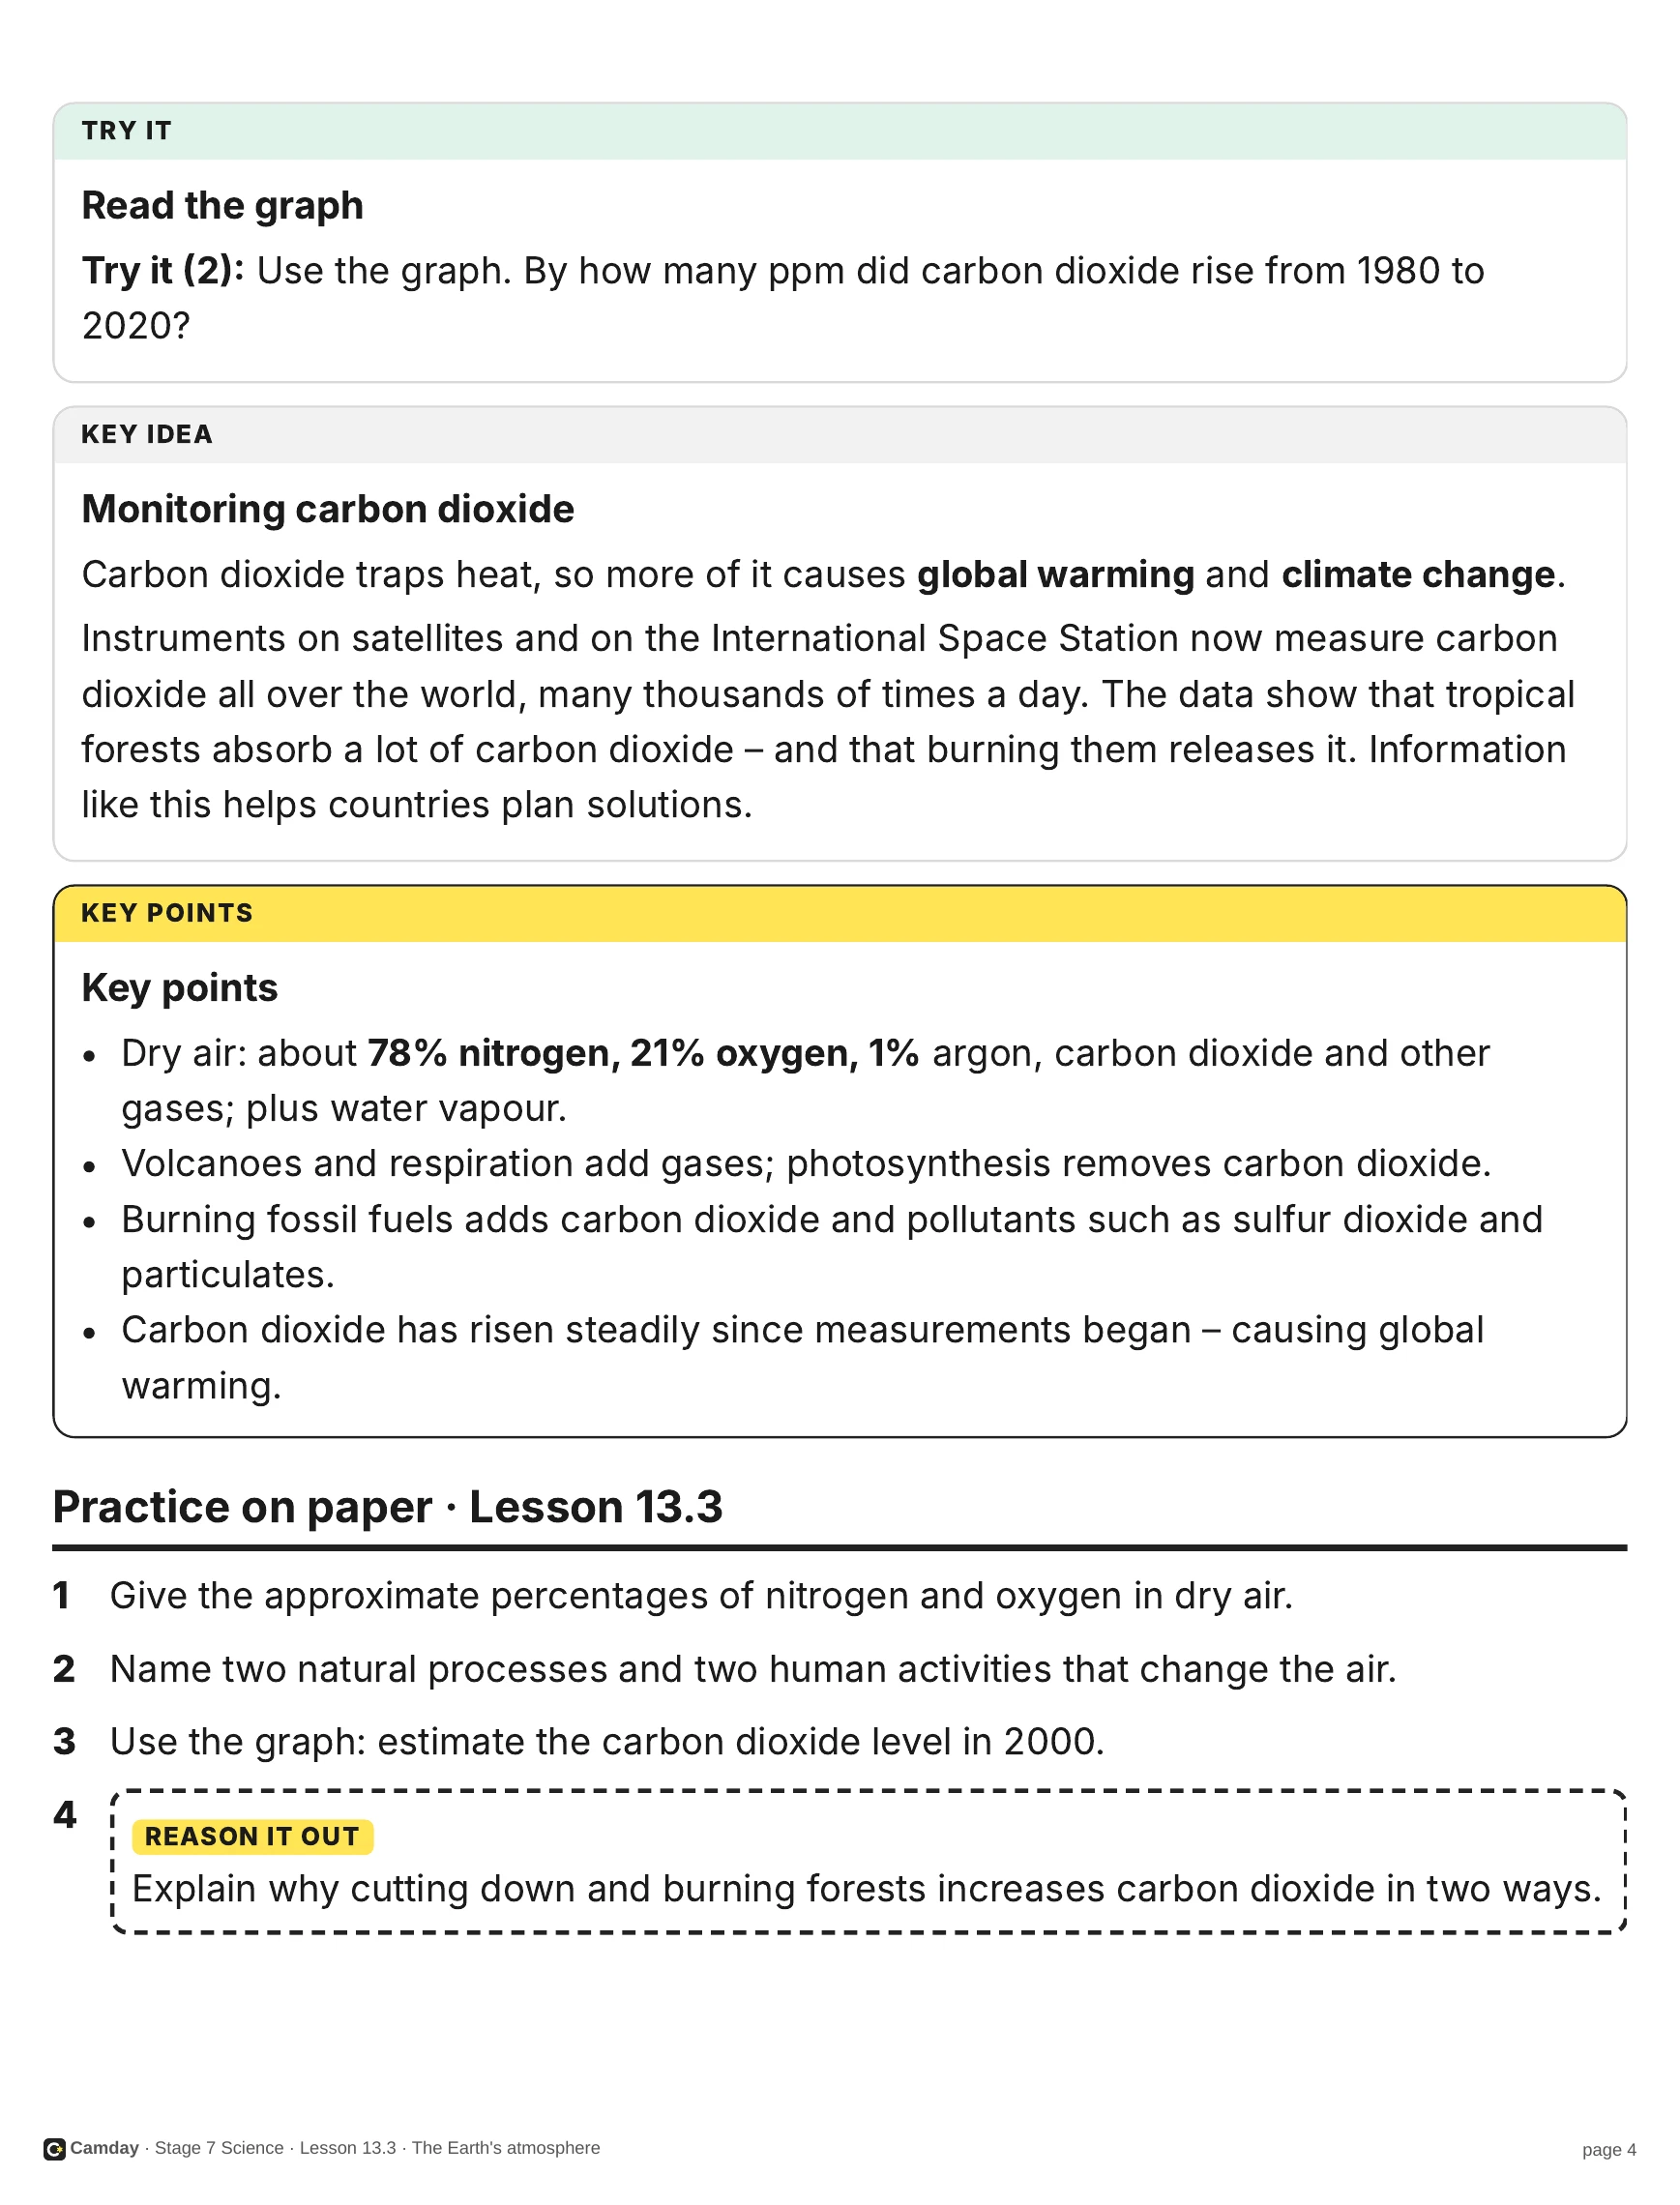 TRY IT
Read the graph
Try it (2): Use the graph. By how many ppm did carbon dioxide rise from 1980 to
2020?
KEY IDEA
Monitoring carbon dioxide
Carbon dioxide traps heat, so more of it causes global warming and climate change.
Instruments on satellites and on the International Space Station now measure carbon
dioxide all over the world, many thousands of times a day. The data show that tropical
forests absorb a lot of carbon dioxide – and that burning them releases it. Information
like this helps countries plan solutions.
KEY POINTS
Key points
• Dry air: about 78% nitrogen, 21% oxygen, 1% argon, carbon dioxide and other
gases; plus water vapour.
• Volcanoes and respiration add gases; photosynthesis removes carbon dioxide.
• Burning fossil fuels adds carbon dioxide and pollutants such as sulfur dioxide and
particulates.
• Carbon dioxide has risen steadily since measurements began – causing global
warming.
Practice on paper · Lesson 13.3
1 Give the approximate percentages of nitrogen and oxygen in dry air.
2 Name two natural processes and two human activities that change the air.
3 Use the graph: estimate the carbon dioxide level in 2000.
4 REASON IT OUT
Explain why cutting down and burning forests increases carbon dioxide in two ways.
Camday · Stage 7 Science · Lesson 13.3 · The Earth's atmosphere
page 4